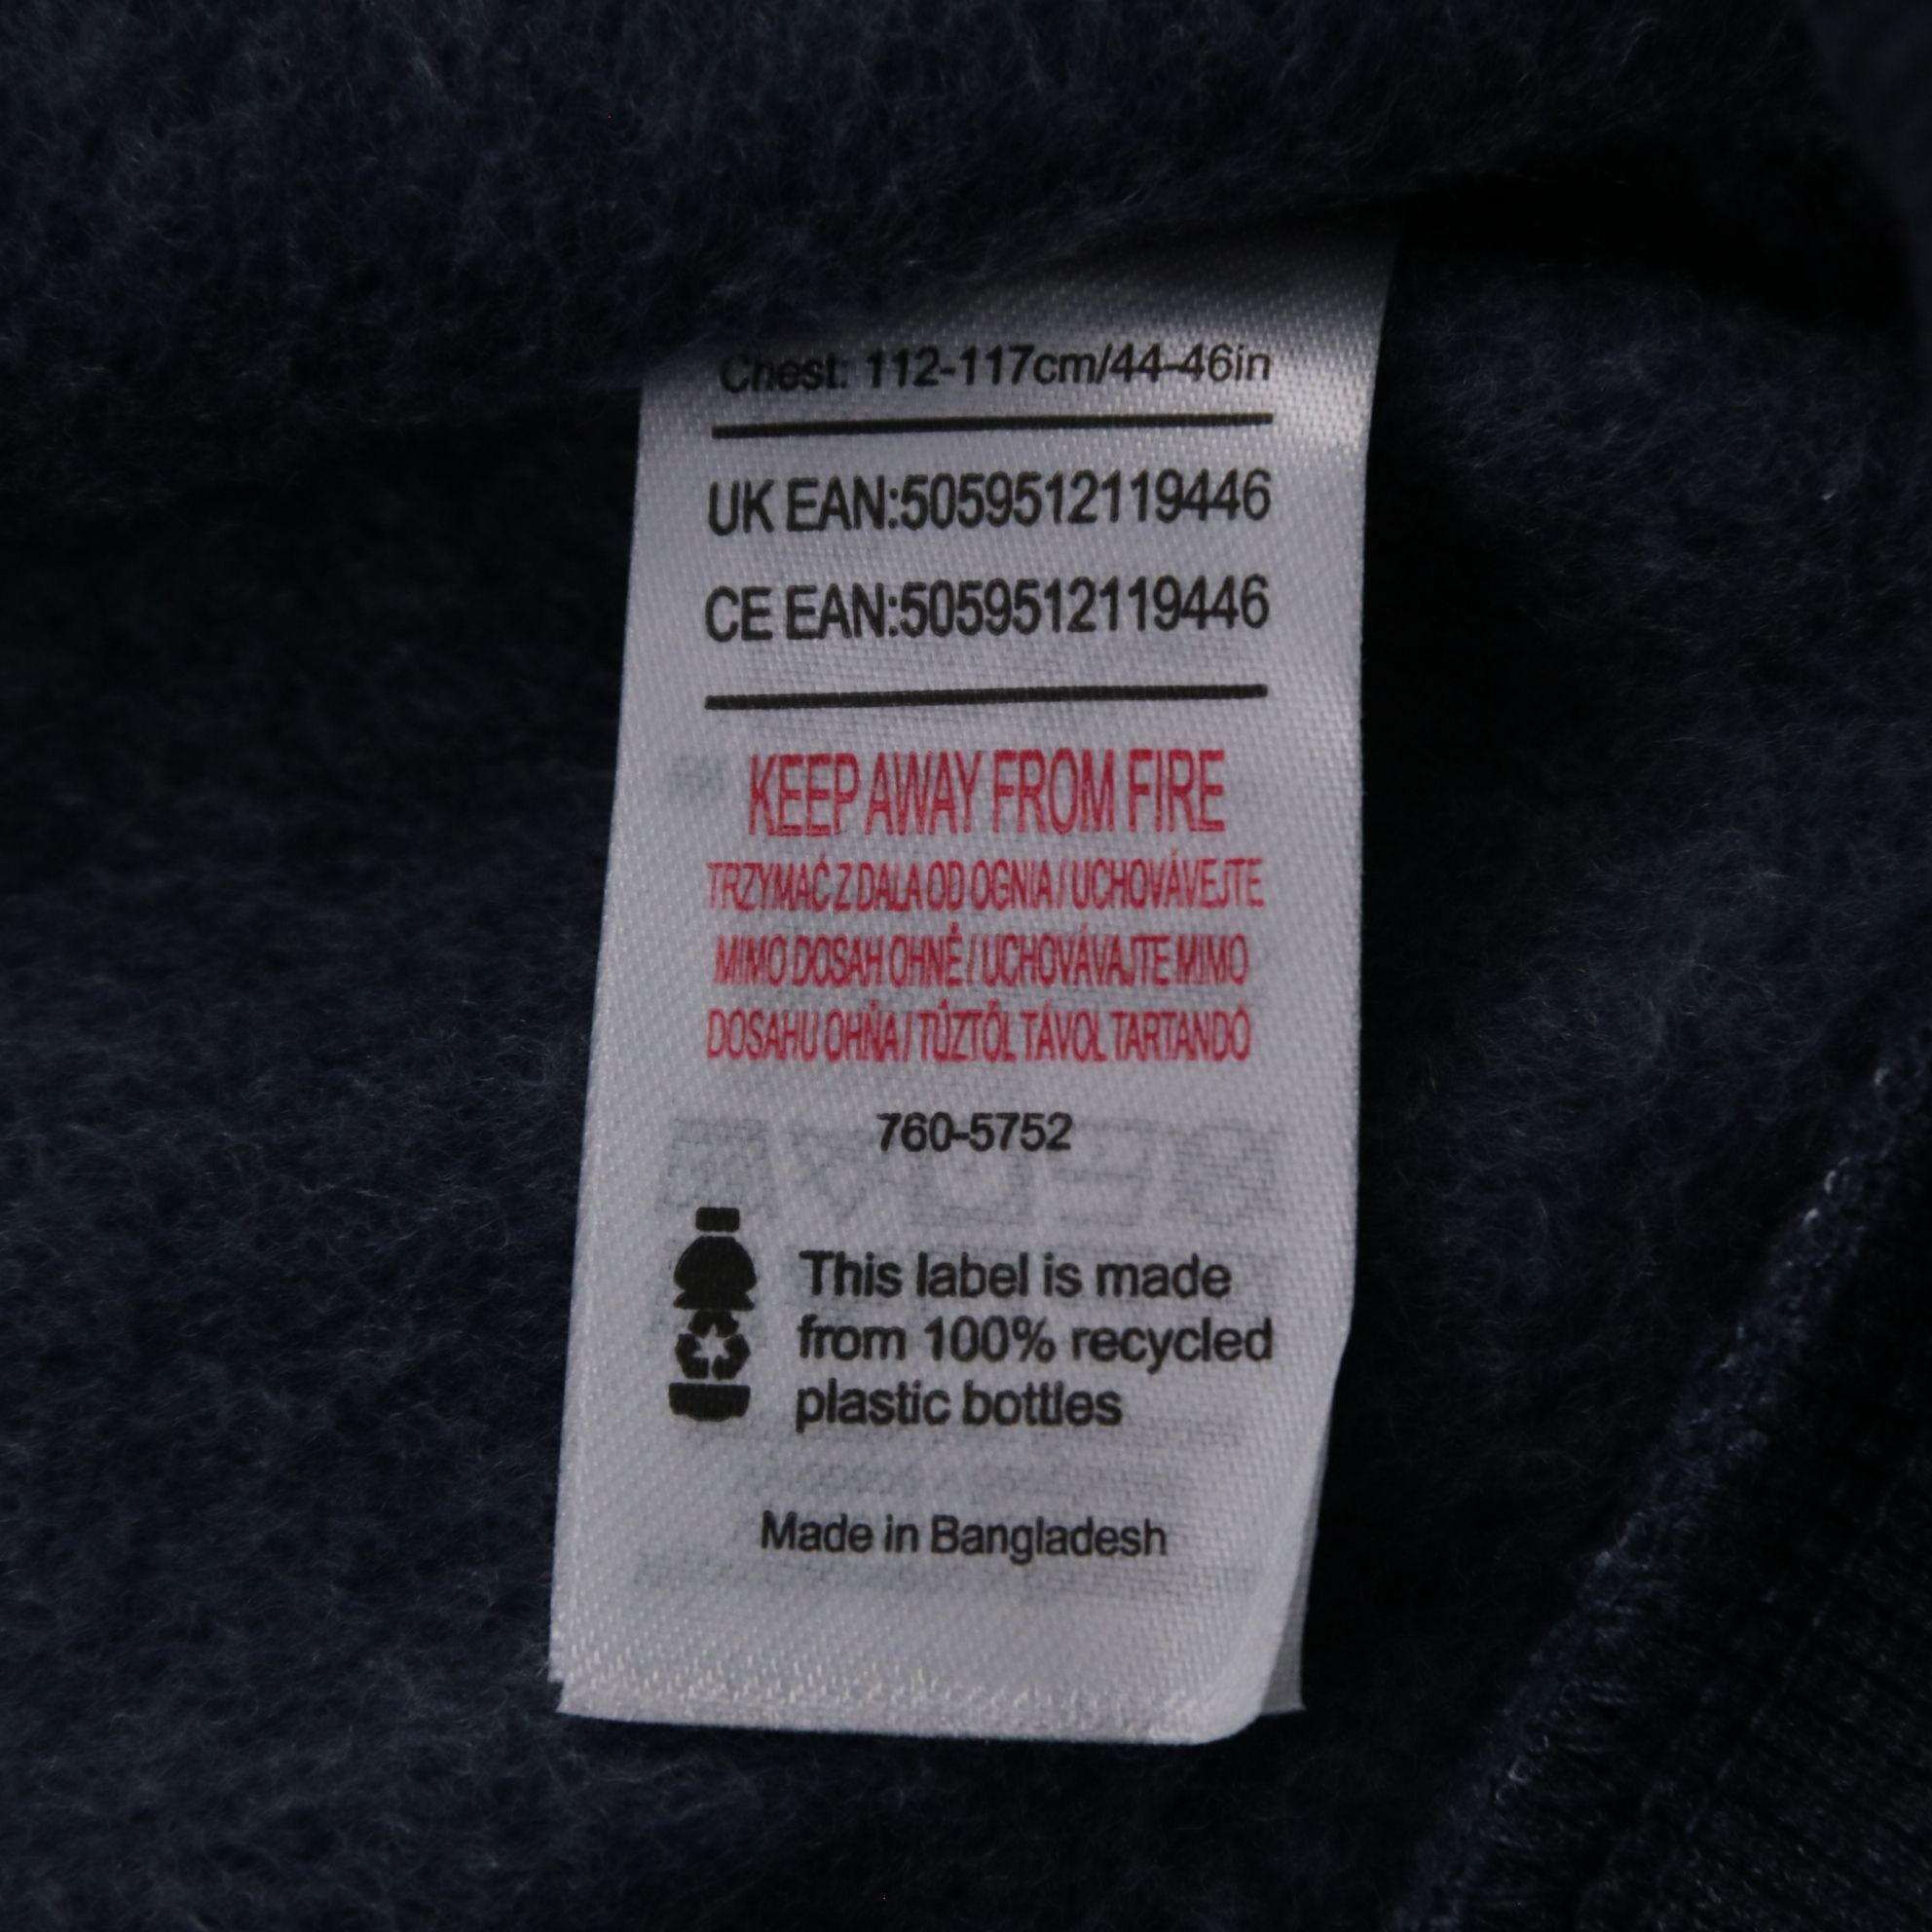 Chest: 112-117cm/44-46in
UK EAN:5059512119446
CE EAN:5059512119446
KEEP AWAY FROM FIRE
TRZYMAĆ Z DALA OD OGNIA / UCHOVÁVEJTE
MIMO DOSAH OHNĚ / UCHOVÁVAJTE MIMO
DOSAHU OHŇA / TŰZTŐL TÁVOL TARTANDÓ
760-5752
This label is made
from 100% recycled
plastic bottles
Made in Bangladesh